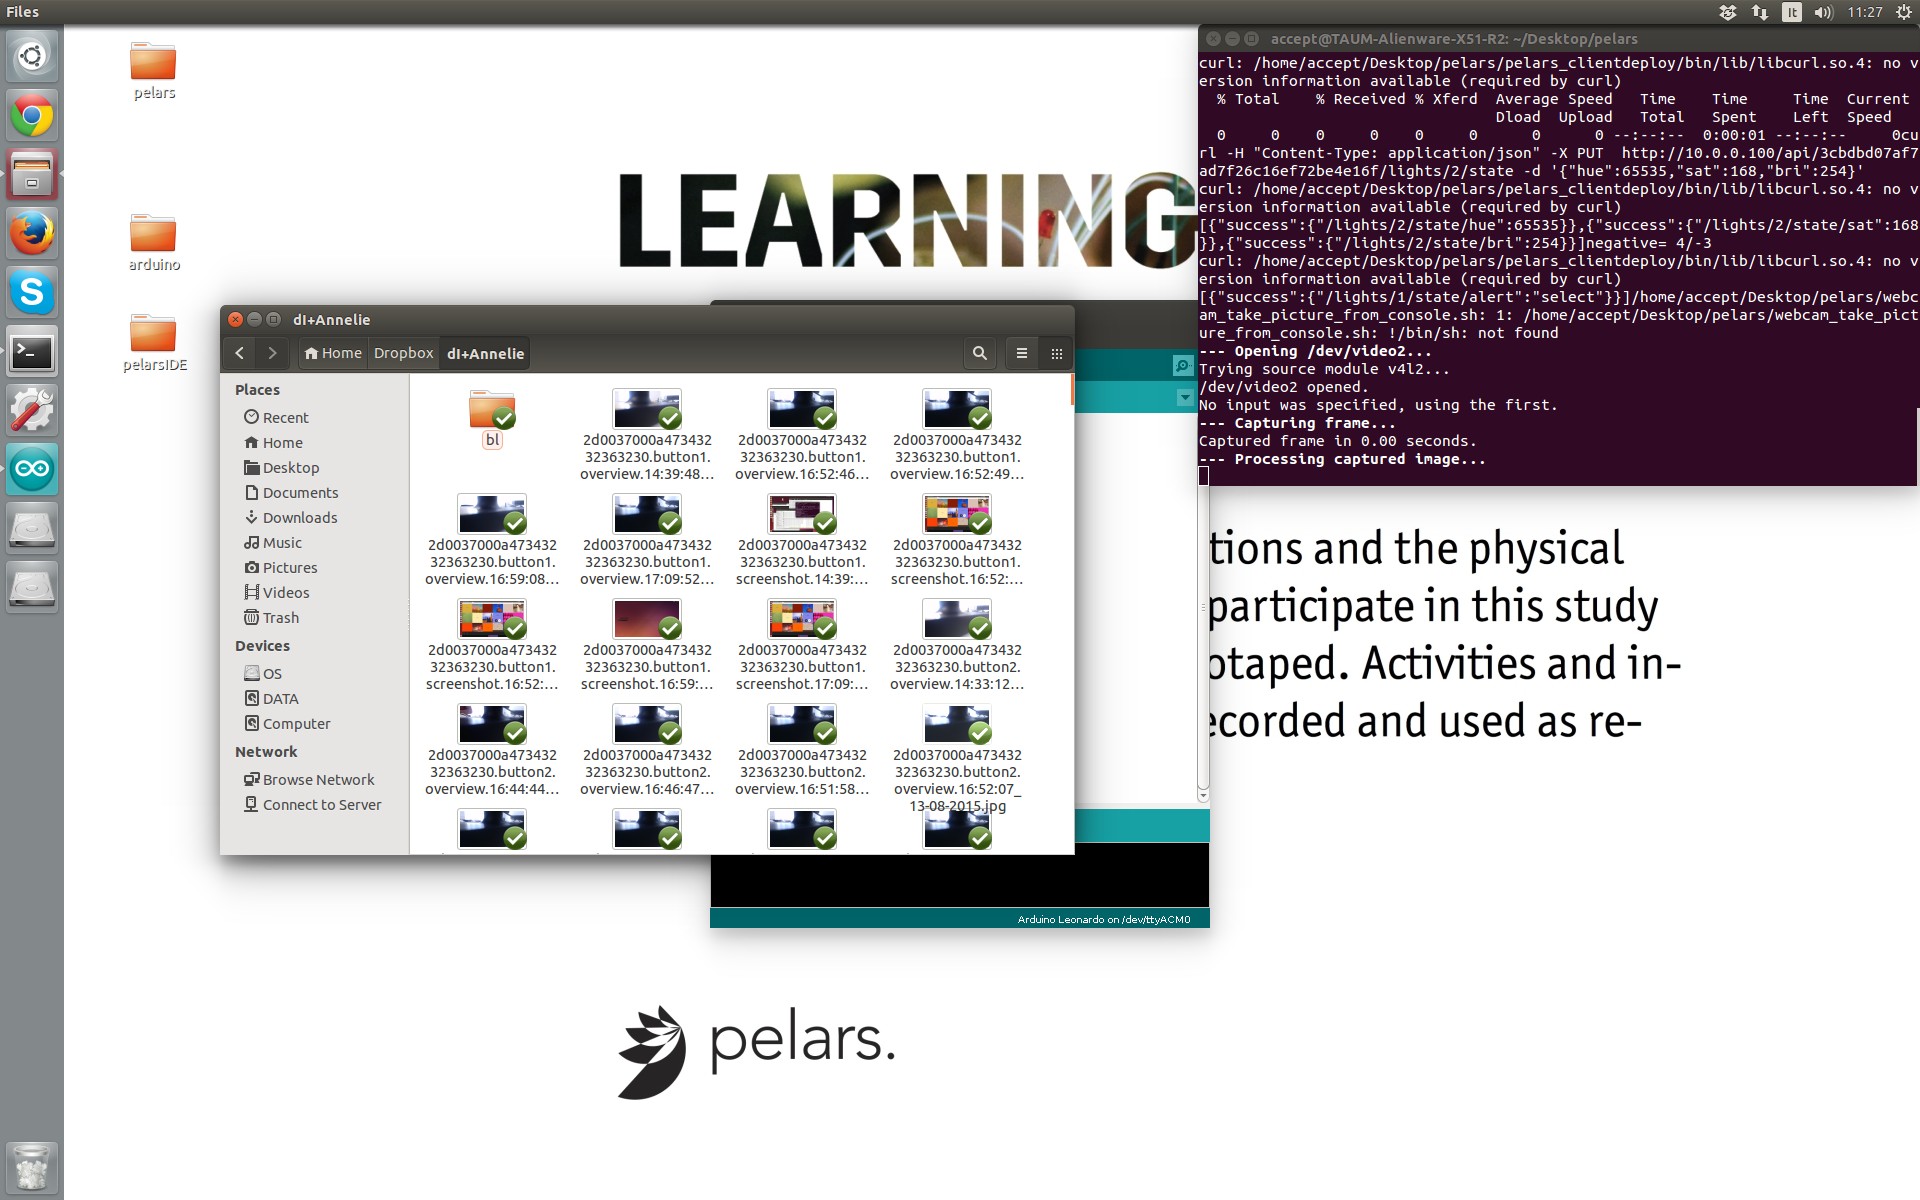 Files
It
11:27
pelars
arduino
pelarsIDE
LEARNING
accept@TAUM-Alienware-X51-R2: ~/Desktop/pelars
curl: /home/accept/Desktop/pelars/pelars_clientdeploy/bin/lib/libcurl.so.4: no v
ersion information available (required by curl)
% Total % Received % Xferd Average Speed Time Time Time Current
Dload Upload Total Spent Left Speed
0 0 0 0 0 0 0 0 --:--:-- 0:00:01 --:--:-- 0cu
rl -H "Content-Type: application/json" -X PUT http://10.0.0.100/api/3cbdbd07af7
ad7f26c16ef72be4e16f/lights/2/state -d '{"hue":65535,"sat":168,"bri":254}'
curl: /home/accept/Desktop/pelars/pelars_clientdeploy/bin/lib/libcurl.so.4: no v
ersion information available (required by curl)
[{"success":{"/lights/2/state/hue":65535}},{"success":{"/lights/2/state/sat":168
}},{"success":{"/lights/2/state/bri":254}}]negative= 4/-3
curl: /home/accept/Desktop/pelars/pelars_clientdeploy/bin/lib/libcurl.so.4: no v
ersion information available (required by curl)
[{"success":{"/lights/1/state/alert":"select"}}]/home/accept/Desktop/pelars/webc
am_take_picture_from_console.sh: 1: /home/accept/Desktop/pelars/webcam_take_pict
ure_from_console.sh: !/bin/sh: not found
--- Opening /dev/video2...
Trying source module v4l2...
/dev/video2 opened.
No input was specified, using the first.
--- Capturing frame...
Captured frame in 0.00 seconds.
--- Processing captured image...
dI+Annelie
Home Dropbox dI+Annelie
Places
Recent
Home
Desktop
Documents
Downloads
Music
Pictures
Videos
Trash
Devices
OS
DATA
Computer
Network
Browse Network
Connect to Server
bl
2d0037000a473432
32363230.button1.
overview.14:39:48...
2d0037000a473432
32363230.button1.
overview.16:52:46...
2d0037000a473432
32363230.button1.
overview.16:52:49...
2d0037000a473432
32363230.button1.
overview.16:59:08...
2d0037000a473432
32363230.button1.
overview.17:09:52...
2d0037000a473432
32363230.button1.
screenshot.14:39:...
2d0037000a473432
32363230.button1.
screenshot.16:52:...
2d0037000a473432
32363230.button1.
screenshot.16:52:...
2d0037000a473432
32363230.button1.
screenshot.16:59:...
2d0037000a473432
32363230.button1.
screenshot.17:09:...
2d0037000a473432
32363230.button2.
overview.14:33:12...
2d0037000a473432
32363230.button2.
overview.16:44:44...
2d0037000a473432
32363230.button2.
overview.16:46:47...
2d0037000a473432
32363230.button2.
overview.16:51:58...
2d0037000a473432
32363230.button2.
overview.16:52:07_
13-08-2015.jpg
tions and the physical
participate in this study
otaped. Activities and in-
ecorded and used as re-
Arduino Leonardo on /dev/ttyACM0
pelars.